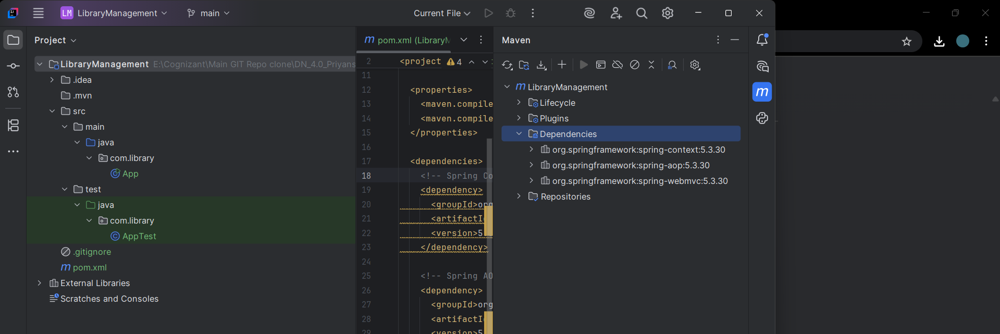 LM LibraryManagement main Current File
Project
LibraryManagement E:\Cognizant\Main GIT Repo clone\DN_4.0_Priyans
.idea
.mvn
src
main
java
com.library
App
test
java
com.library
AppTest
.gitignore
m pom.xml
External Libraries
Scratches and Consoles
m pom.xml (LibraryM
2 <project 4
11
12 <properties>
13 <maven.compile
14 <maven.compile
15 </properties>
16
17 <dependencies>
18 <!-- Spring Co
19 <dependency>
20 <groupId>org
21 <artifactI
22 <version>5
23 </dependency>
24
25 <!-- Spring AO
26 <dependency>
27 <groupId>org
28 <artifactI
29 <version>5
Maven
m LibraryManagement
Lifecycle
Plugins
Dependencies
org.springframework:spring-context:5.3.30
org.springframework:spring-aop:5.3.30
org.springframework:spring-webmvc:5.3.30
Repositories
m